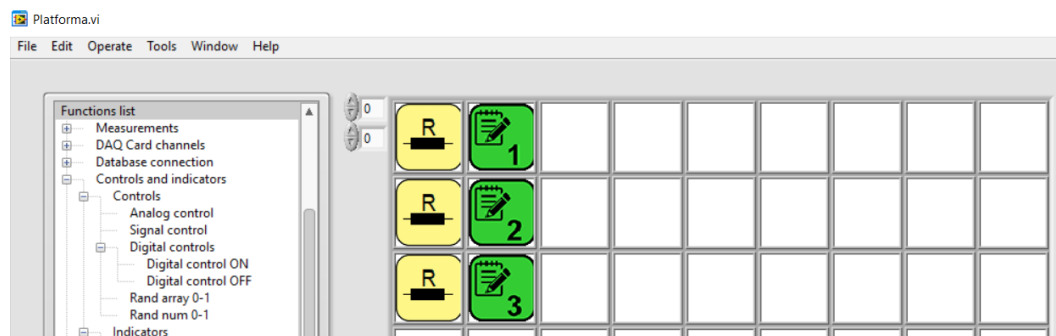 Platforma.vi
File Edit Operate Tools Window Help
Functions list
Measurements
DAQ Card channels
Database connection
Controls and indicators
Controls
Analog control
Signal control
Digital controls
Digital control ON
Digital control OFF
Rand array 0-1
Rand num 0-1
Indicators
0
0
R 1
R 2
R 3